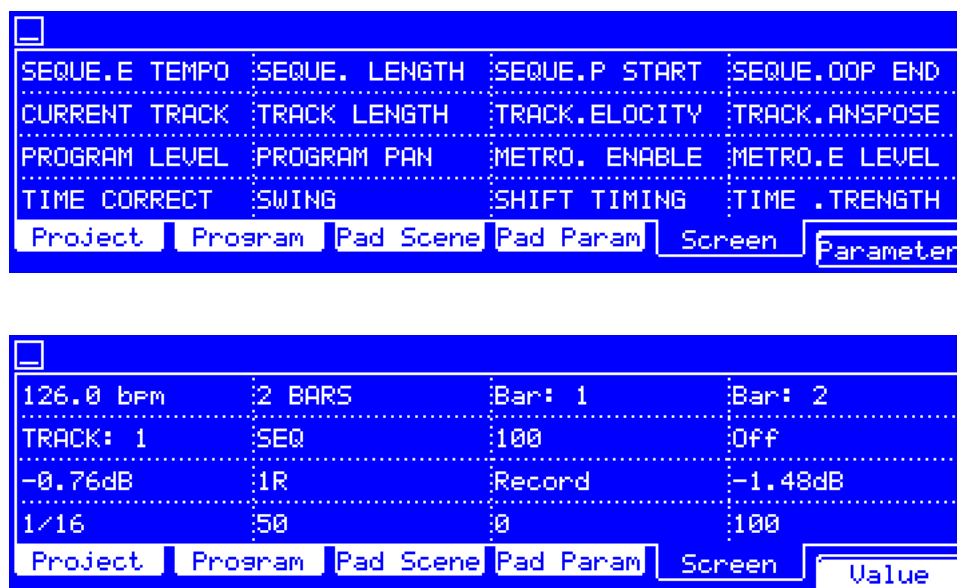 SEQUE.E TEMPO SEQUE. LENGTH SEQUE.P START SEQUE.OOP END
CURRENT TRACK TRACK LENGTH TRACK.ELOCITY TRACK.ANSPOSE
PROGRAM LEVEL PROGRAM PAN METRO. ENABLE METRO.E LEVEL
TIME CORRECT SWING SHIFT TIMING TIME .TRENGTH
Project Program Pad Scene Pad Param Screen Parameter
126.0 bpm 2 BARS Bar: 1 Bar: 2
TRACK: 1 SEQ 100 Off
-0.76dB 1R Record -1.48dB
1/16 50 0 100
Project Program Pad Scene Pad Param Screen Value